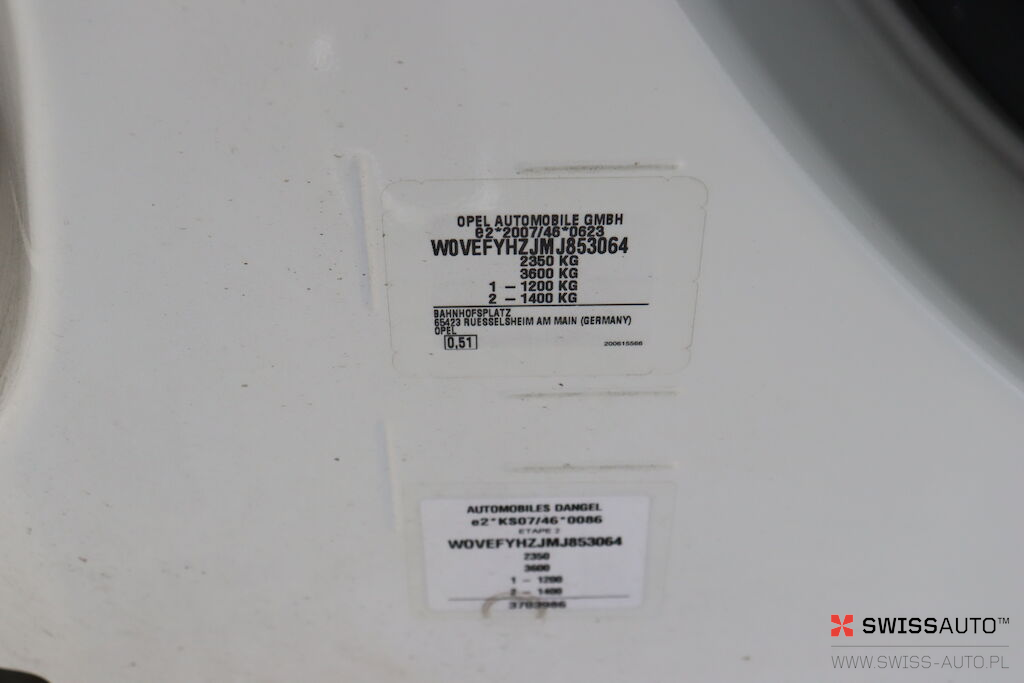 OPEL AUTOMOBILE GMBH
e2*2007/46*0623
W0VEFYHZJMJ853064
2350 KG
3600 KG
1 – 1200 KG
2 – 1400 KG
BAHNHOFSPLATZ
65423 RUESSELSHEIM AM MAIN (GERMANY)
OPEL
0,51
200615566
AUTOMOBILES DANGEL
e2*KS07/46*0086
ETAPE 2
W0VEFYHZJMJ853064
2350
3600
1 – 1200
2 – 1400
3703986
SWISSAUTO™
WWW.SWISS-AUTO.PL